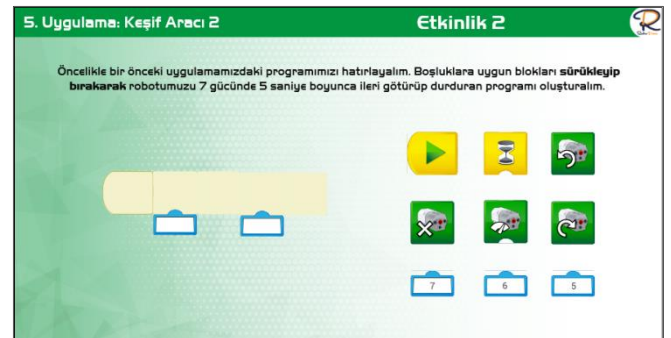 5. Uygulama: Keşif Aracı 2
Etkinlik 2
Öncelikle bir önceki uygulamamızdaki programımızı hatırlayalım. Boşluklara uygun blokları sürükleyip
bırakarak robotumuzu 7 gücünde 5 saniye boyunca ileri götürüp durduran programı oluşturalım.
7
6
5